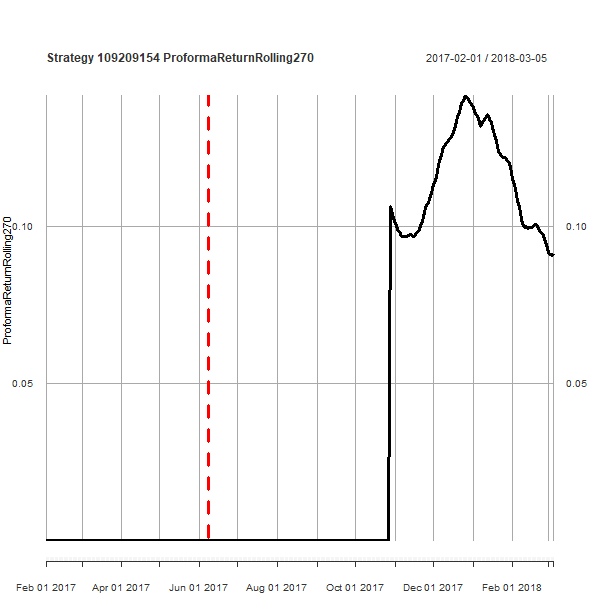 Strategy 109209154 ProformaReturnRolling270 2017-02-01 / 2018-03-05
ProformaReturnRolling270
0.10 0.10
0.05 0.05
Feb 01 2017 Apr 01 2017 Jun 01 2017 Aug 01 2017 Oct 01 2017 Dec 01 2017 Feb 01 2018